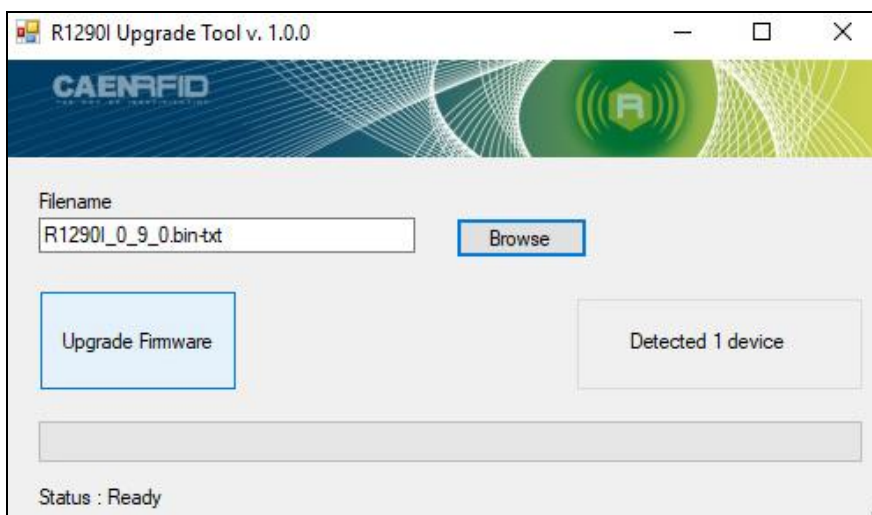 R1290I Upgrade Tool v. 1.0.0
CAENRFID
Filename
R1290I_0_9_0.bin-txt
Browse
Upgrade Firmware
Detected 1 device
Status : Ready